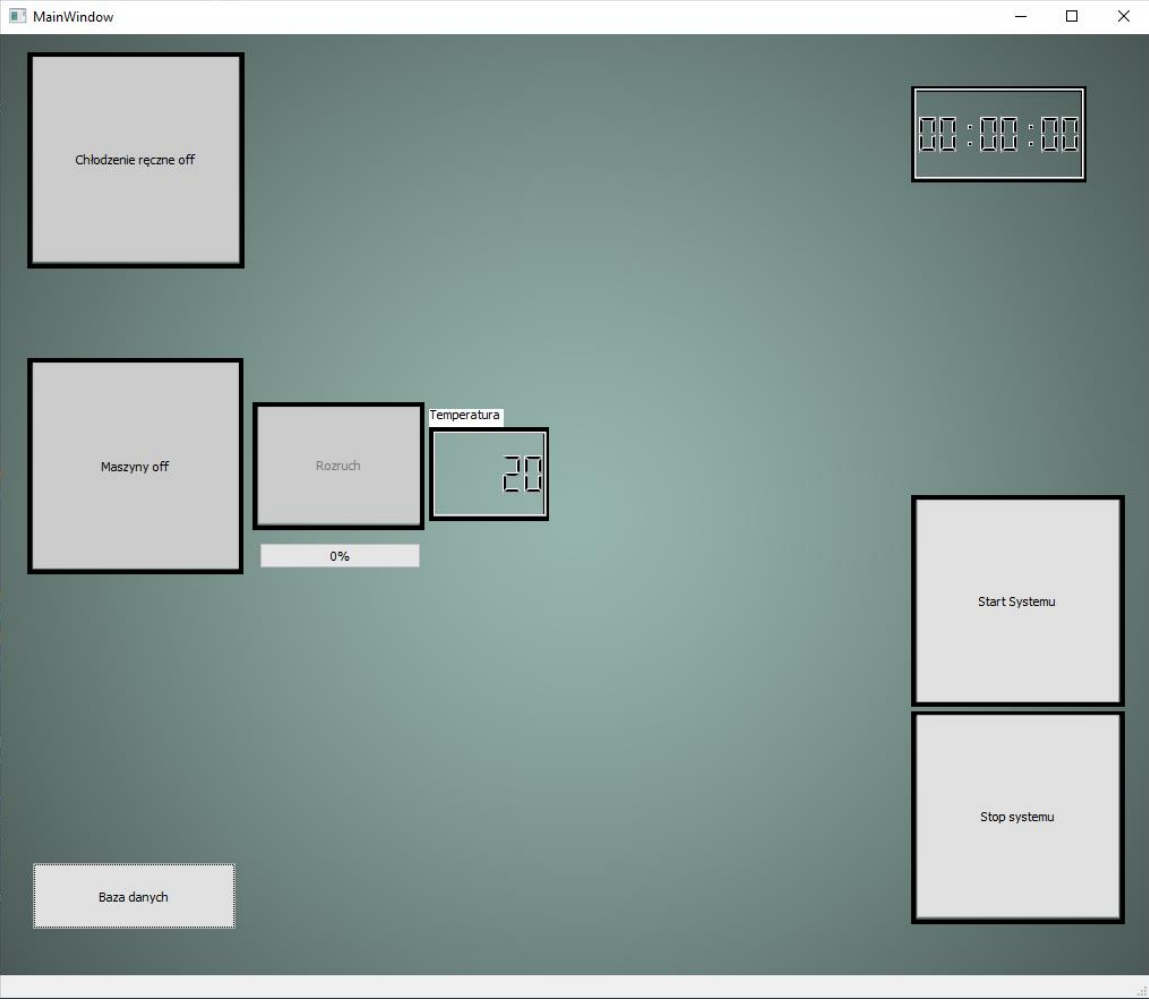 MainWindow
Chłodzenie ręczne off
00:00:00
Maszyny off
Rozruch
Temperatura
20
0%
Start Systemu
Stop systemu
Baza danych